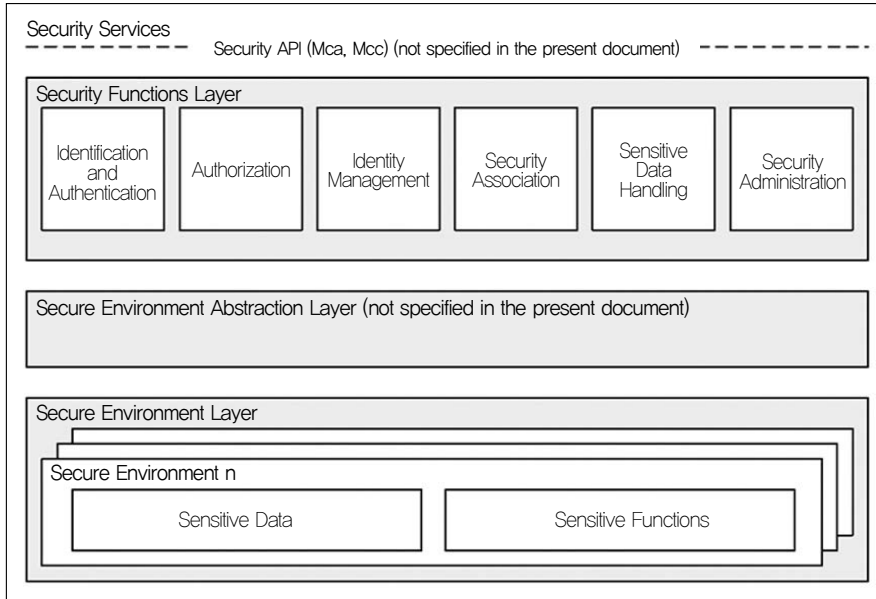 Security Services
Security API (Mca, Mcc) (not specified in the present document)
Security Functions Layer
Identification
and
Authentication
Authorization
Identity
Management
Security
Association
Sensitive
Data
Handling
Security
Administration
Secure Environment Abstraction Layer (not specified in the present document)
Secure Environment Layer
Secure Environment n
Sensitive Data
Sensitive Functions